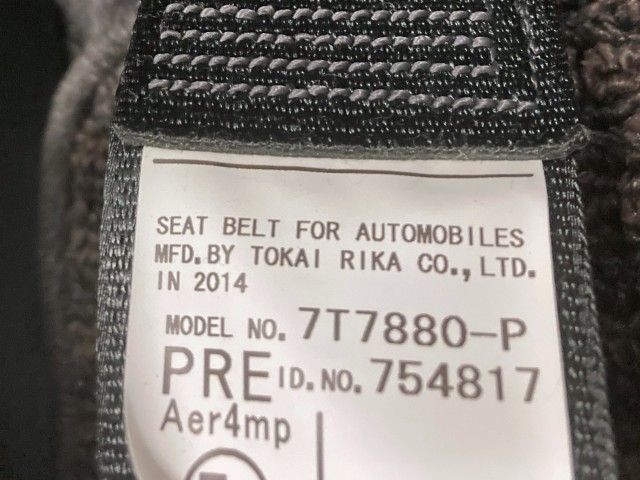 SEAT BELT FOR AUTOMOBILES
MFD.BY TOKAI RIKA CO.,LTD.
IN 2014
MODEL NO. 7T7880-P
PRE ID.NO. 754817
Aer4mp